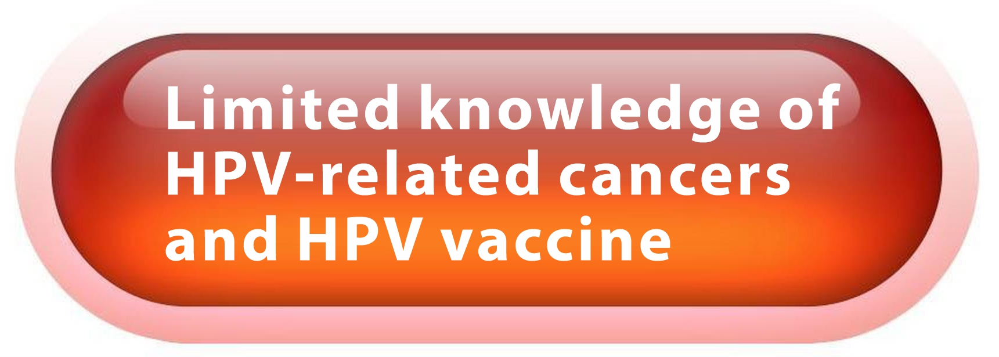 Limited knowledge of
HPV-related cancers
and HPV vaccine